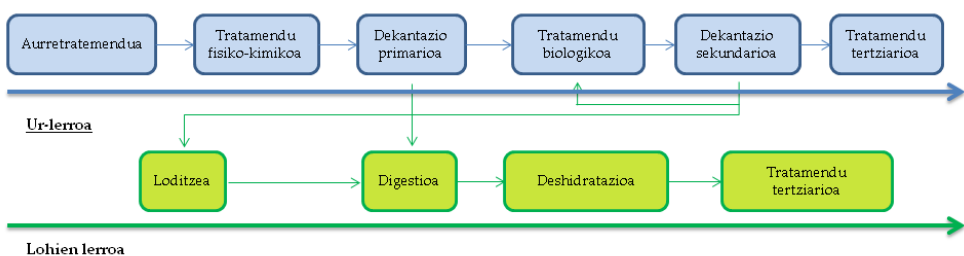 Aurretratemendua
Tratamendu
fisiko-kimikoa
Dekantazio
primarioa
Tratamendu
biologikoa
Dekantazio
sekundarioa
Tratamendu
tertziarioa
Ur-lerroa
Loditzea
Digestioa
Deshidratazioa
Tratamendu
tertziarioa
Lohien lerroa